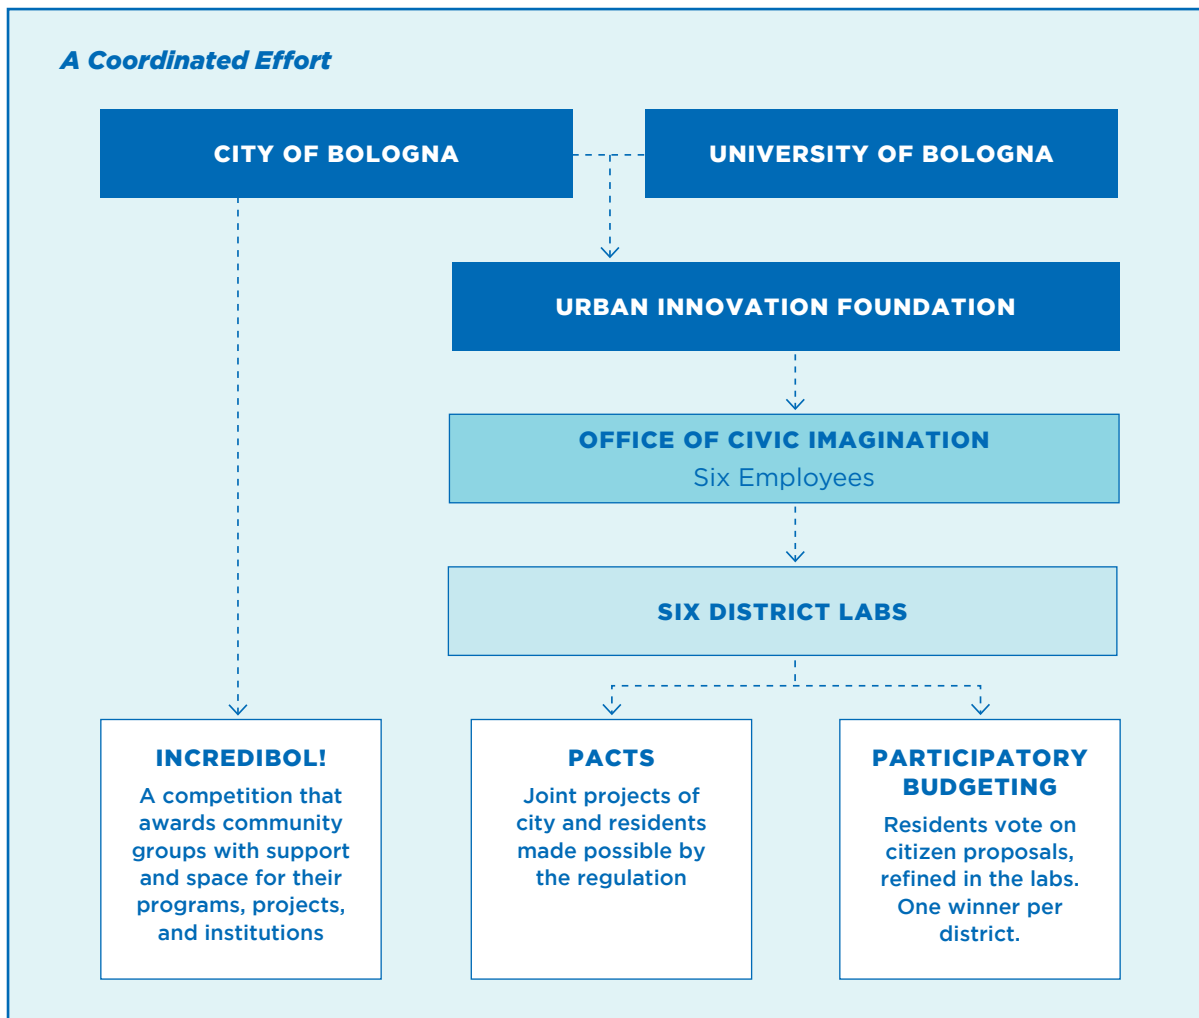 A Coordinated Effort
CITY OF BOLOGNA
UNIVERSITY OF BOLOGNA
URBAN INNOVATION FOUNDATION
OFFICE OF CIVIC IMAGINATION
Six Employees
SIX DISTRICT LABS
INCREDIBOL!
A competition that
awards community
groups with support
and space for their
programs, projects,
and institutions
PACTS
Joint projects of
city and residents
made possible by
the regulation
PARTICIPATORY
BUDGETING
Residents vote on
citizen proposals,
refined in the labs.
One winner per
district.